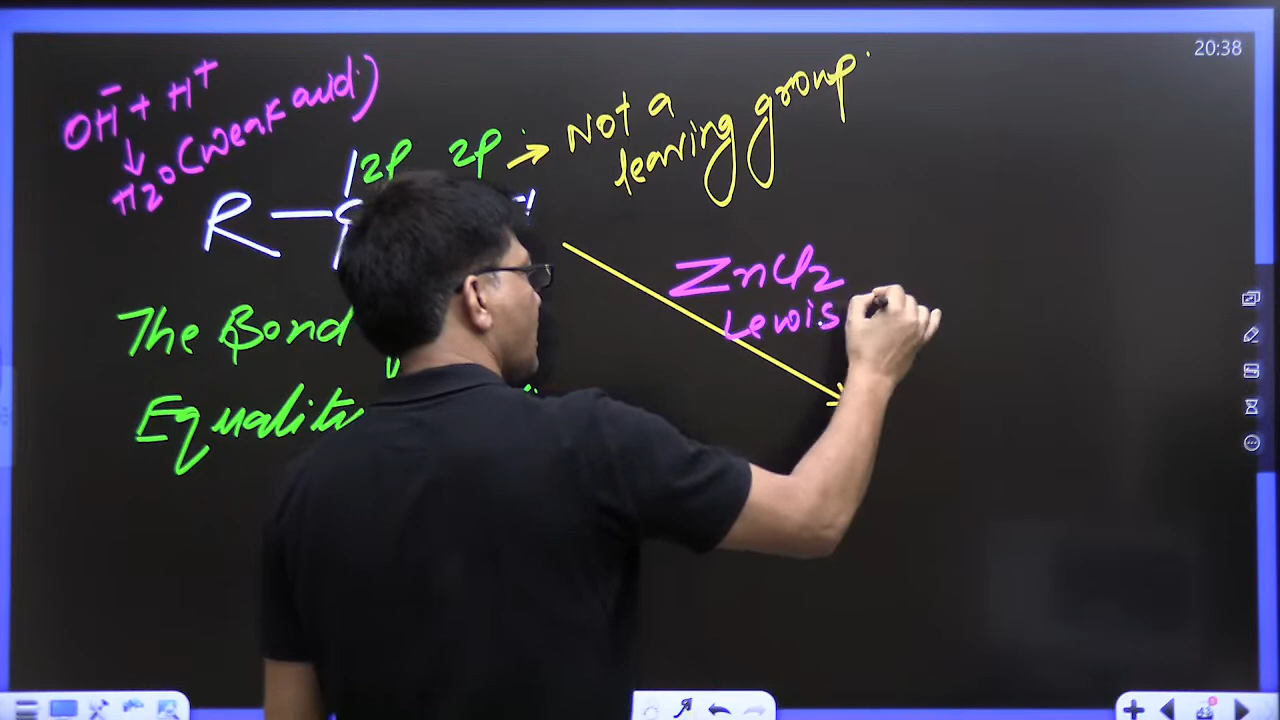 20:38
OH⁻ + H⁺
↓
H2O (weak acid)
2p 2p → Not a
leaving group.
R — C
ZnCl2
Lewis
The Bond
Equality